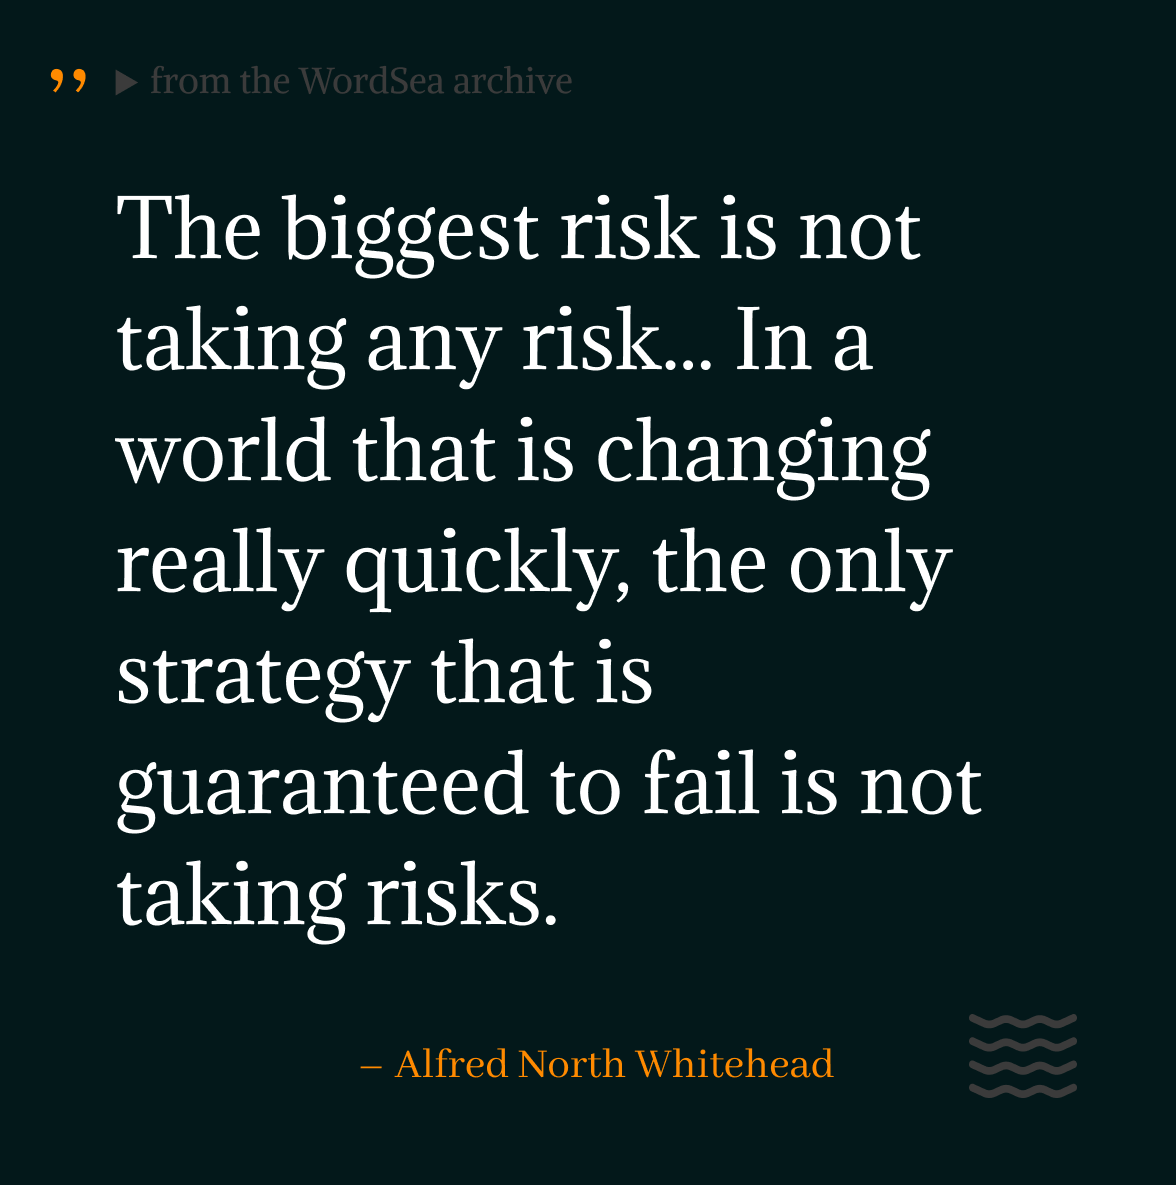 ” ▶ from the WordSea archive
The biggest risk is not
taking any risk... In a
world that is changing
really quickly, the only
strategy that is
guaranteed to fail is not
taking risks.
– Alfred North Whitehead